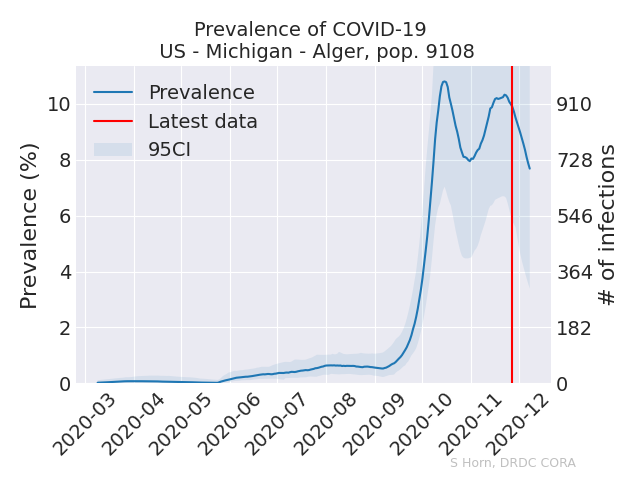 Prevalence of COVID-19
US - Michigan - Alger, pop. 9108
Prevalence
Latest data
95CI
Prevalence (%)
10
8
6
4
2
0
# of infections
910
728
546
364
182
0
2020-03
2020-04
2020-05
2020-06
2020-07
2020-08
2020-09
2020-10
2020-11
2020-12
S Horn, DRDC CORA